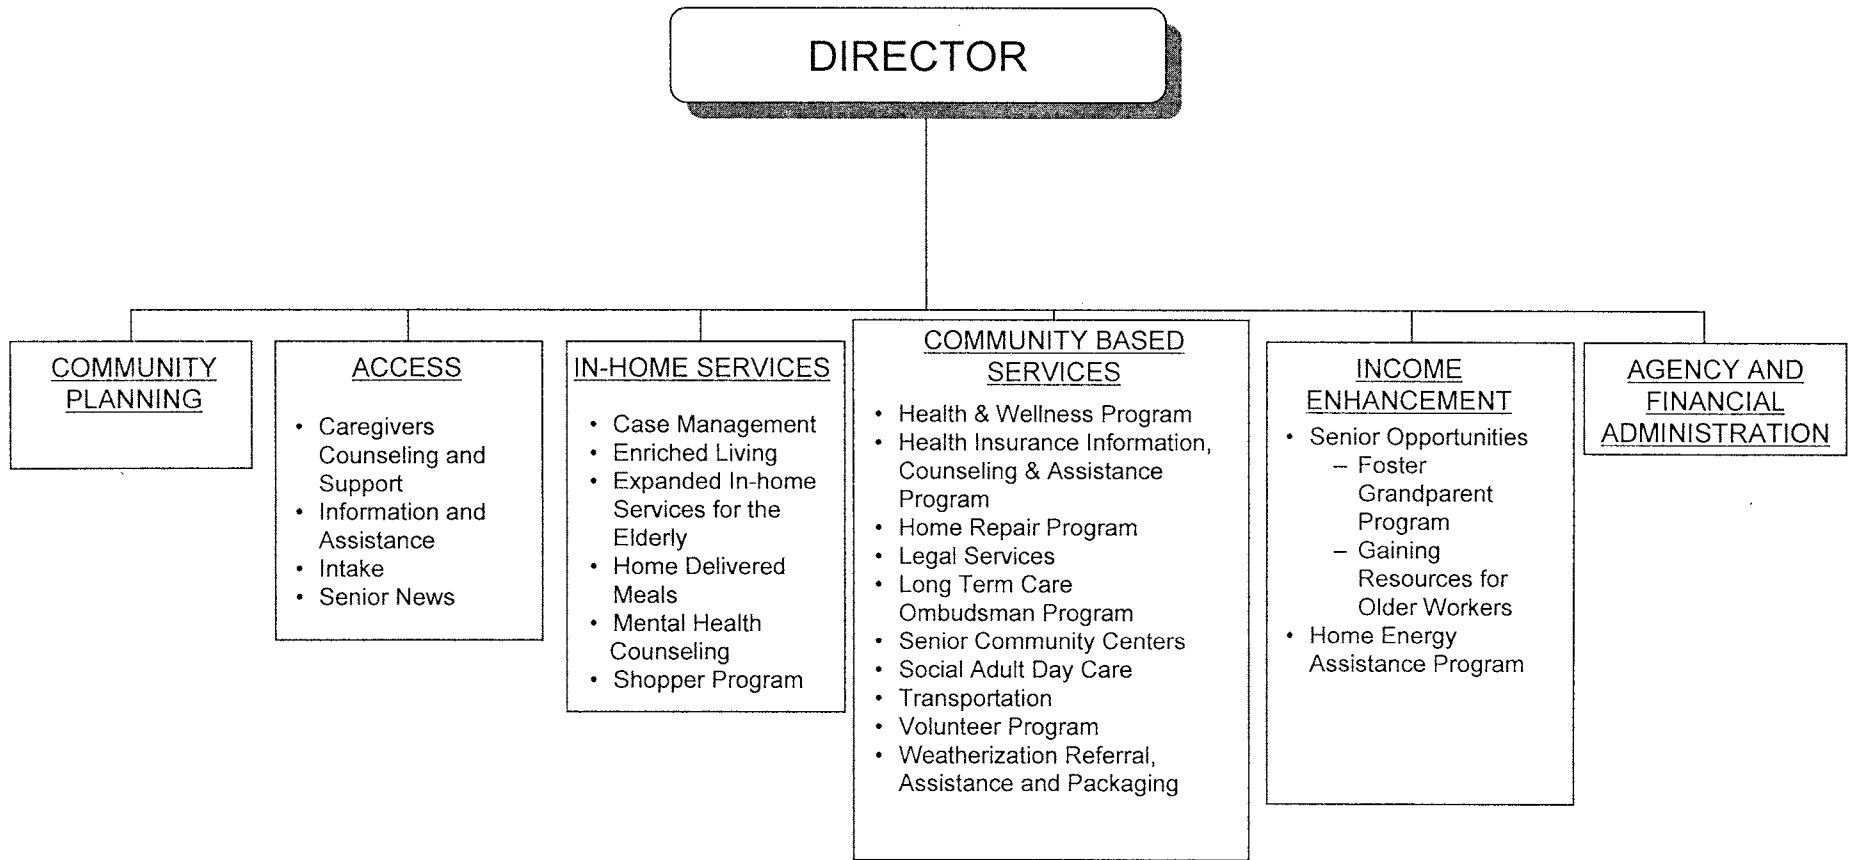 DIRECTOR
COMMUNITY
PLANNING
ACCESS
• Caregivers
Counseling and
Support
• Information and
Assistance
• Intake
• Senior News
IN-HOME SERVICES
• Case Management
• Enriched Living
• Expanded In-home
Services for the
Elderly
• Home Delivered
Meals
• Mental Health
Counseling
• Shopper Program
COMMUNITY BASED
SERVICES
• Health & Wellness Program
• Health Insurance Information,
Counseling & Assistance
Program
• Home Repair Program
• Legal Services
• Long Term Care
Ombudsman Program
• Senior Community Centers
• Social Adult Day Care
• Transportation
• Volunteer Program
• Weatherization Referral,
Assistance and Packaging
INCOME
ENHANCEMENT
• Senior Opportunities
– Foster
Grandparent
Program
– Gaining
Resources for
Older Workers
• Home Energy
Assistance Program
AGENCY AND
FINANCIAL
ADMINISTRATION